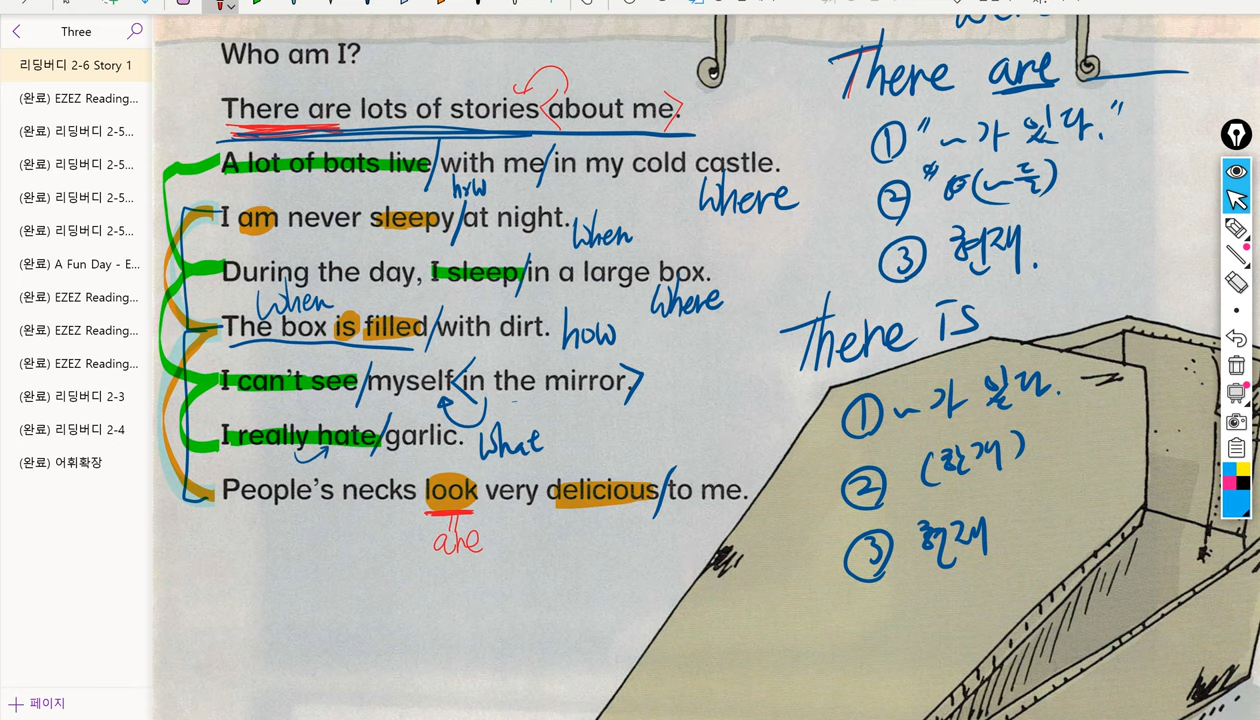 Three
리딩버디 2-6 Story 1
(완료) EZEZ Reading...
(완료) 리딩버디 2-5...
(완료) 리딩버디 2-5...
(완료) 리딩버디 2-5...
(완료) 리딩버디 2-5...
(완료) A Fun Day - E...
(완료) EZEZ Reading...
(완료) EZEZ Reading...
(완료) EZEZ Reading...
(완료) 리딩버디 2-3
(완료) 리딩버디 2-4
(완료) 어휘확장
페이지
Who am I?
There are lots of stories about me.
A lot of bats live with me in my cold castle.
how
where
I am never sleepy at night.
when
During the day, I sleep in a large box.
when
where
The box is filled with dirt.
how
I can't see myself in the mirror.
I really hate garlic.
what
People's necks look very delicious to me.
are
There are
① "~가 있다."
② (~들)
③ 현재.
There is
① ~가 있다.
② (한개)
③ 현재